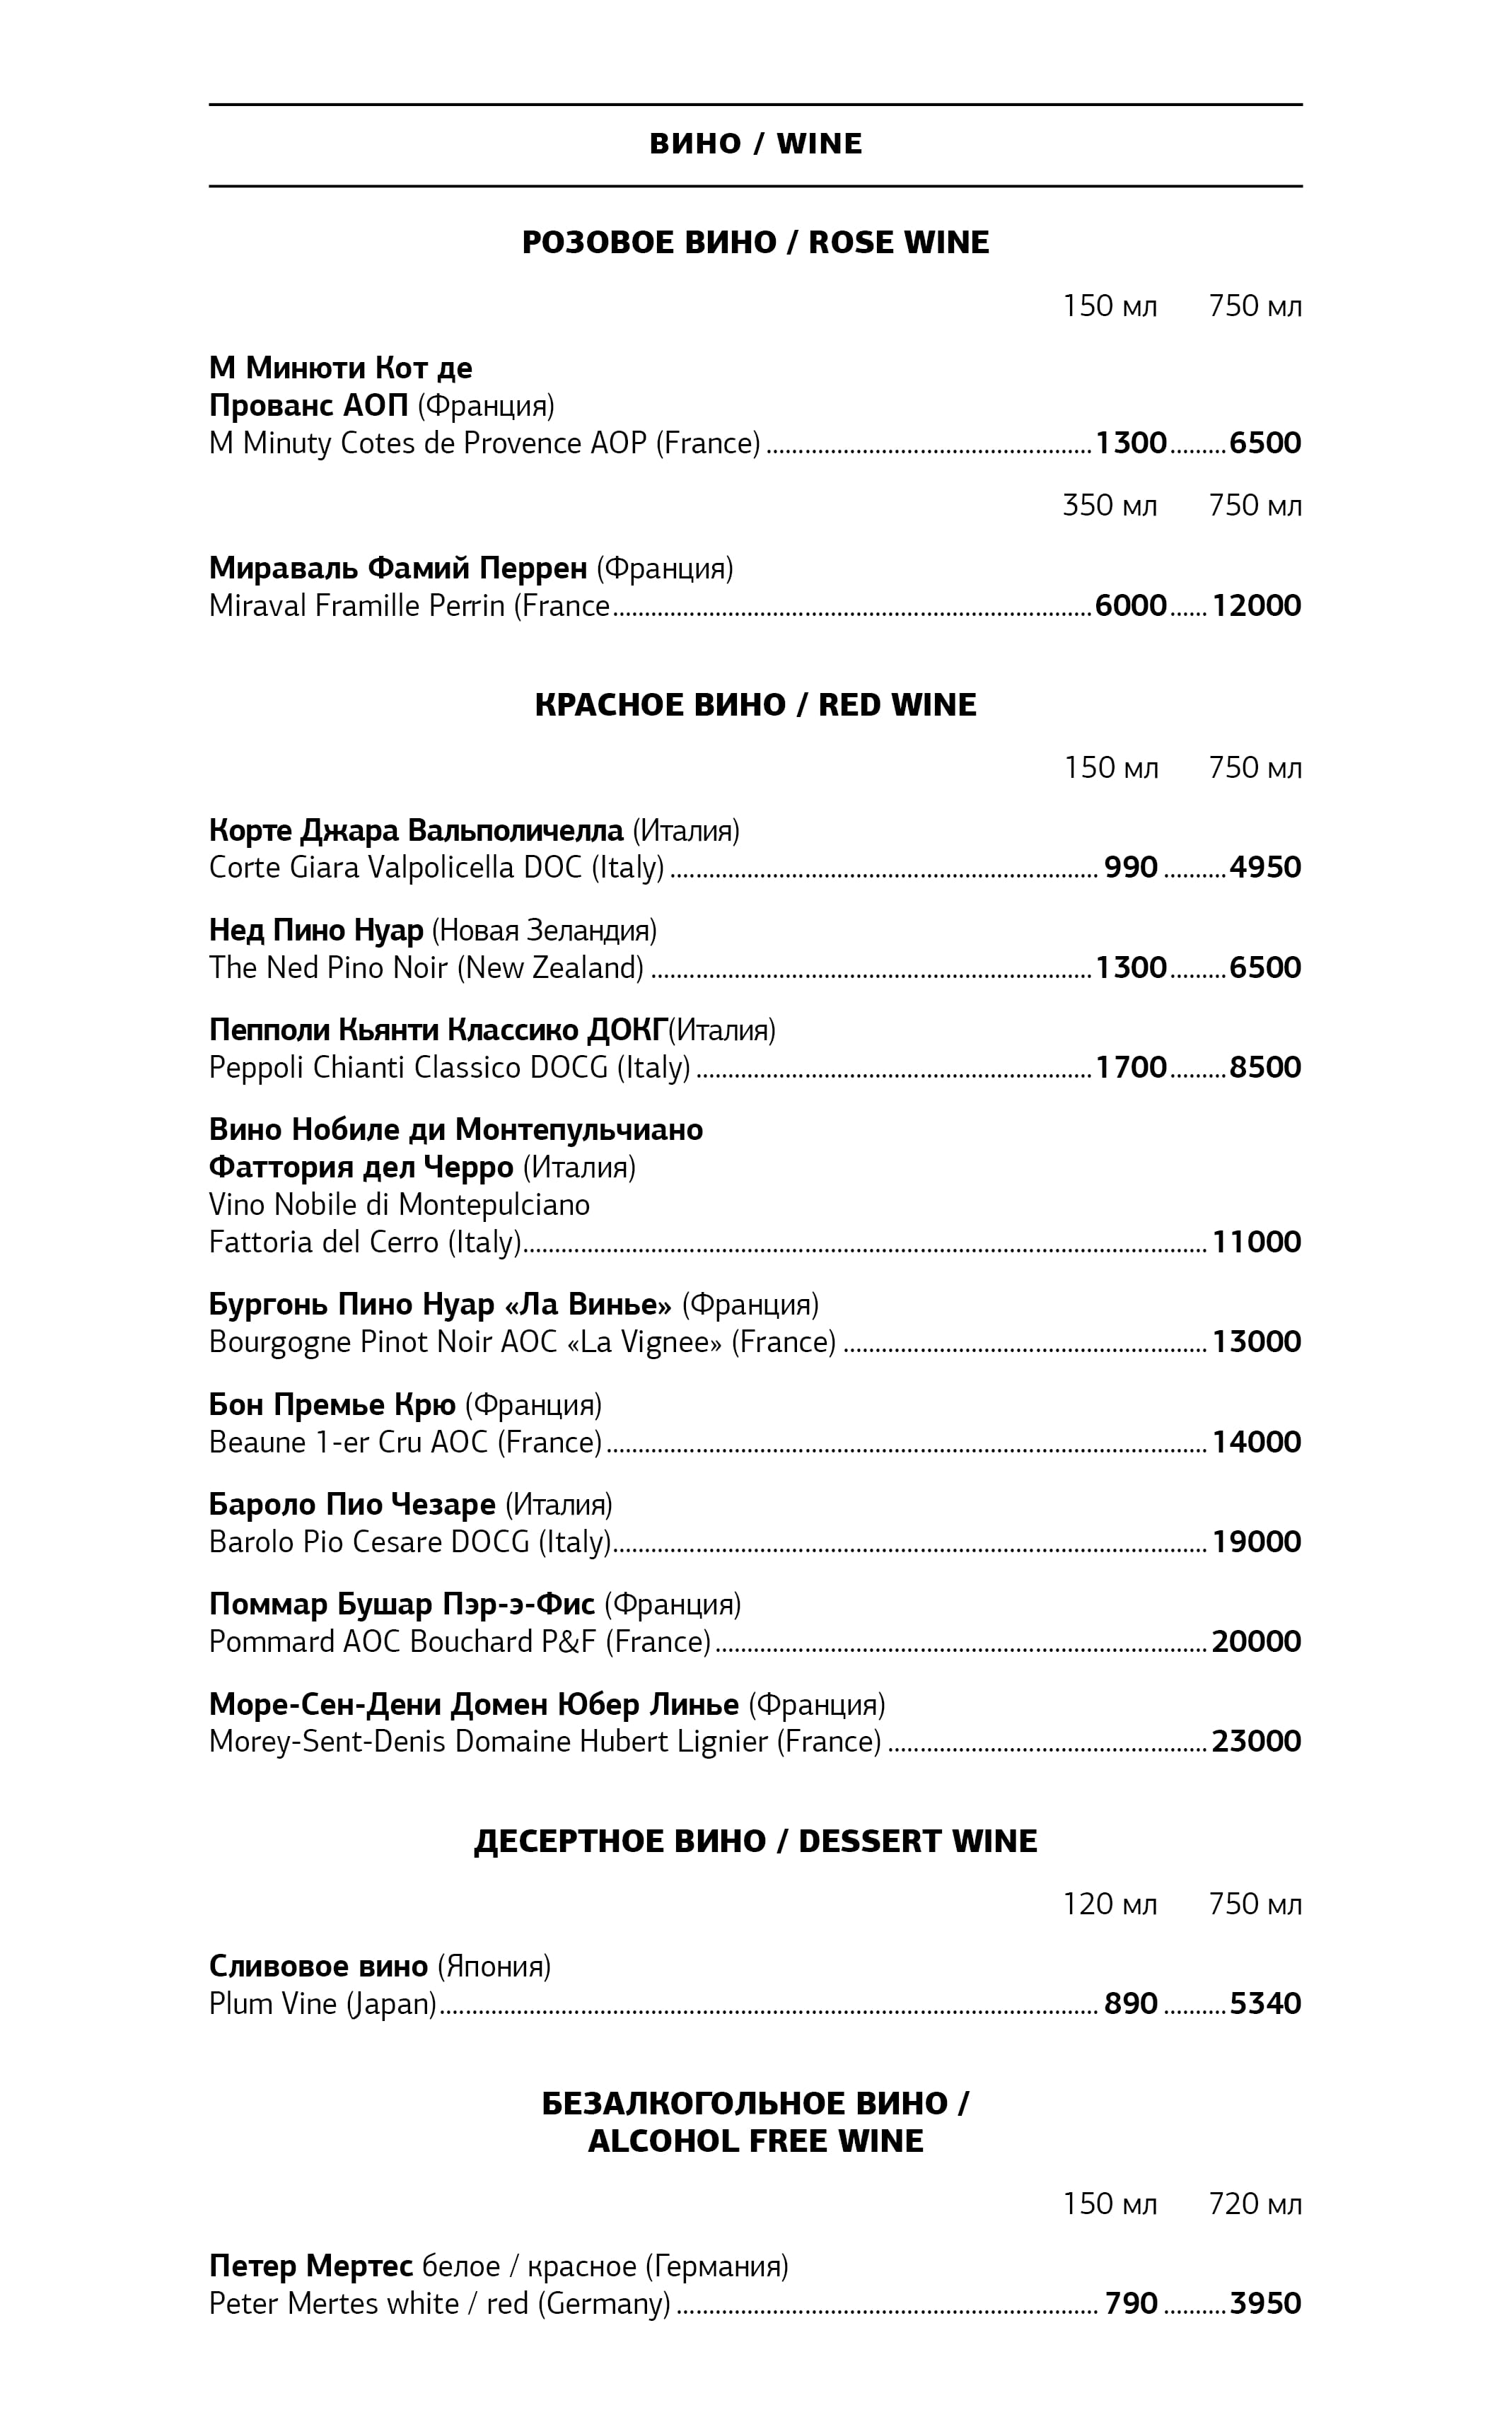 ВИНО / WINE
РОЗОВОЕ ВИНО / ROSE WINE
150 мл 750 мл
М Минюти Кот де
Прованс АОП (Франция)
M Minuty Cotes de Provence AOP (France) 1300 6500
350 мл 750 мл
Мираваль Фамий Перрен (Франция)
Miraval Framille Perrin (France 6000 12000
КРАСНОЕ ВИНО / RED WINE
150 мл 750 мл
Корте Джара Вальполичелла (Италия)
Corte Giara Valpolicella DOC (Italy) 990 4950
Нед Пино Нуар (Новая Зеландия)
The Ned Pino Noir (New Zealand) 1300 6500
Пепполи Кьянти Классико ДОКГ(Италия)
Peppoli Chianti Classico DOCG (Italy) 1700 8500
Вино Нобиле ди Монтепульчиано
Фаттория дел Черро (Италия)
Vino Nobile di Montepulciano
Fattoria del Cerro (Italy) 11000
Бургонь Пино Нуар «Ла Винье» (Франция)
Bourgogne Pinot Noir AOC «La Vignee» (France) 13000
Бон Премье Крю (Франция)
Beaune 1-er Cru AOC (France) 14000
Бароло Пио Чезаре (Италия)
Barolo Pio Cesare DOCG (Italy) 19000
Поммар Бушар Пэр-э-Фис (Франция)
Pommard AOC Bouchard P&F (France) 20000
Море-Сен-Дени Домен Юбер Линье (Франция)
Morey-Sent-Denis Domaine Hubert Lignier (France) 23000
ДЕСЕРТНОЕ ВИНО / DESSERT WINE
120 мл 750 мл
Сливовое вино (Япония)
Plum Vine (Japan) 890 5340
БЕЗАЛКОГОЛЬНОЕ ВИНО /
ALCOHOL FREE WINE
150 мл 720 мл
Петер Мертес белое / красное (Германия)
Peter Mertes white / red (Germany) 790 3950